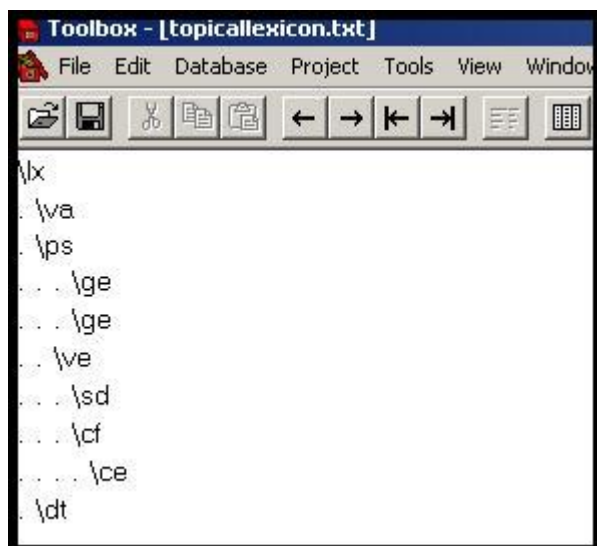 Toolbox - [topicallexicon.txt]
File Edit Database Project Tools View Window
\lx
. \va
. \ps
. . . \ge
. . . \ge
. . \ve
. . . \sd
. . . \cf
. . . . \ce
. \dt